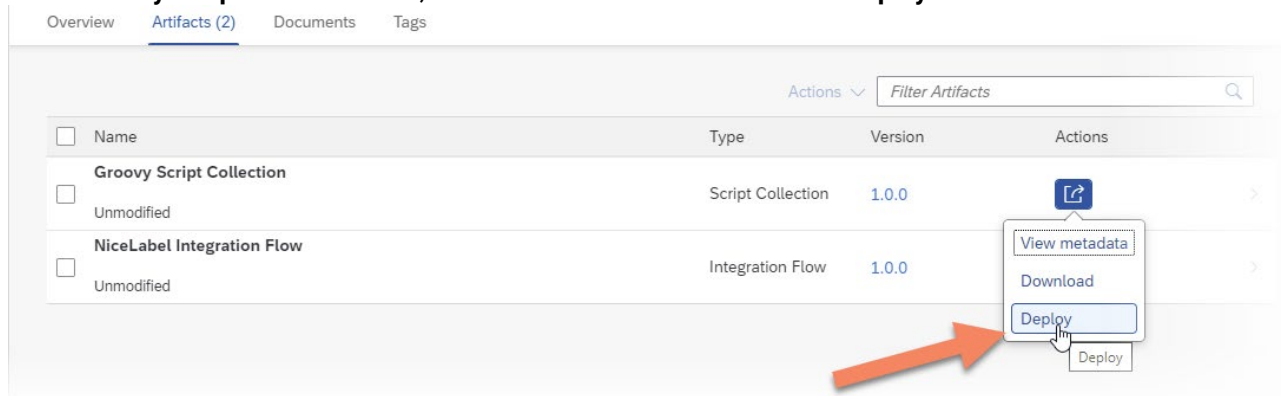 Overview Artifacts (2) Documents Tags
Actions Filter Artifacts
Name Type Version Actions
Groovy Script Collection
Unmodified
Script Collection 1.0.0
View metadata
NiceLabel Integration Flow
Unmodified
Integration Flow 1.0.0
Download
Deploy
Deploy